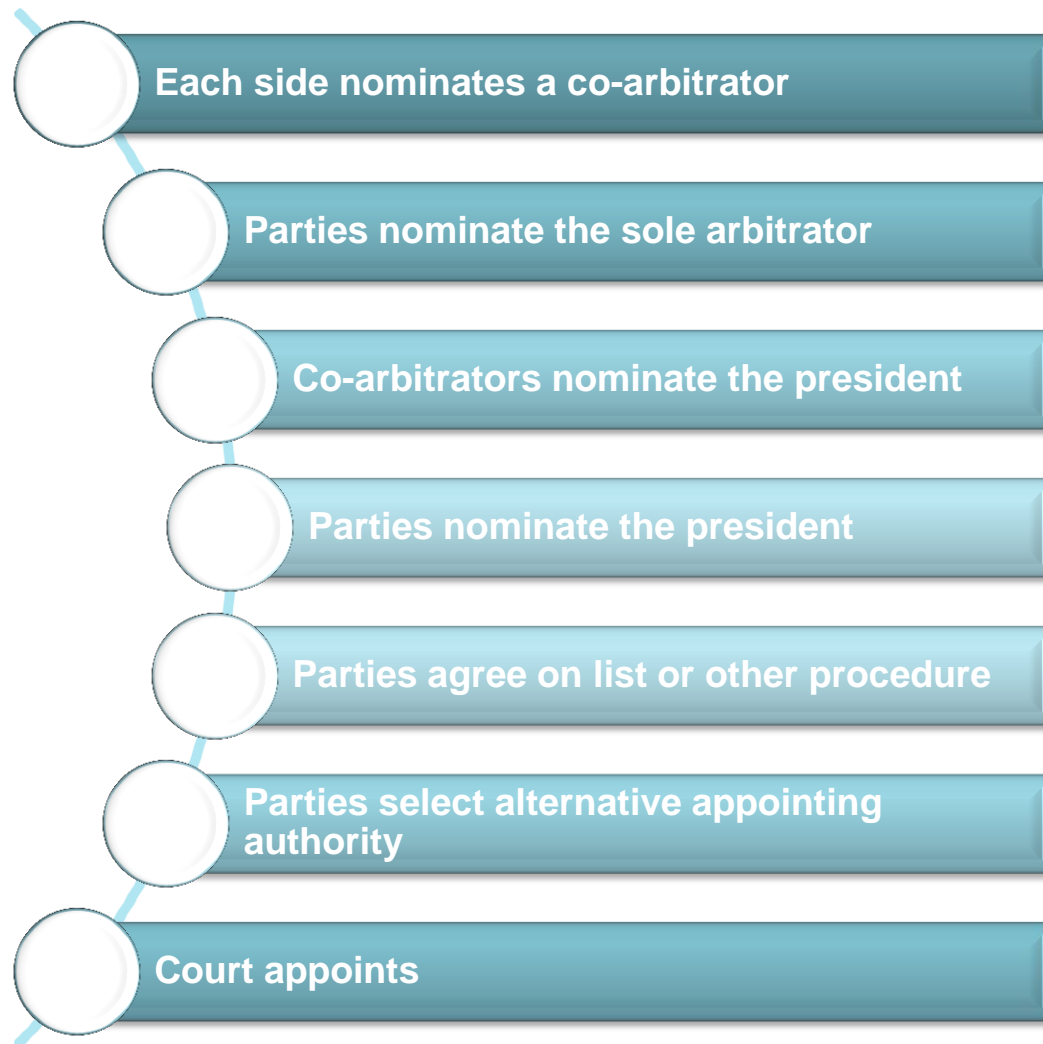 Each side nominates a co-arbitrator
Parties nominate the sole arbitrator
Co-arbitrators nominate the president
Parties nominate the president
Parties agree on list or other procedure
Parties select alternative appointing
authority
Court appoints